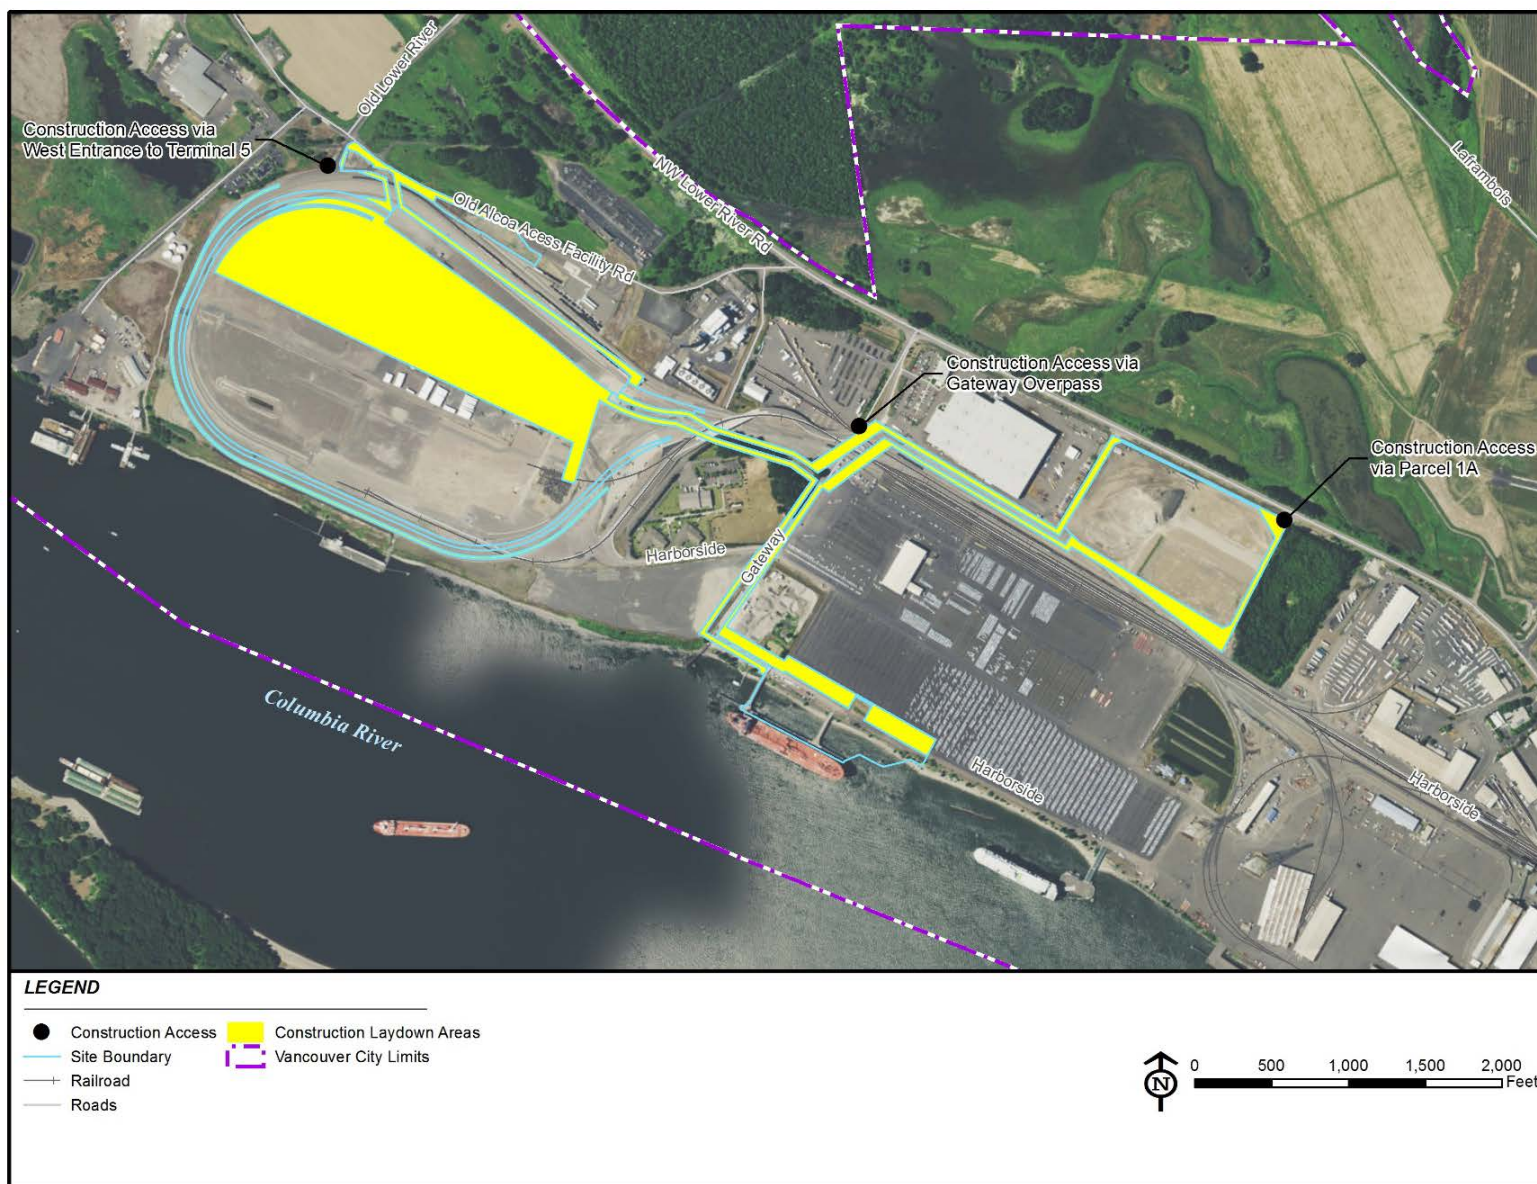 Old Lower River
Construction Access via
West Entrance to Terminal 5
Laframbois
NW Lower River Rd
Old Alcoa Acess Facility Rd
Construction Access via
Gateway Overpass
Construction Access
via Parcel 1A
Harborside
Gateway
Columbia River
Harborside
Harborside
LEGEND
Construction Access
Construction Laydown Areas
Site Boundary
Vancouver City Limits
Railroad
Roads
N
0 500 1,000 1,500 2,000
Feet